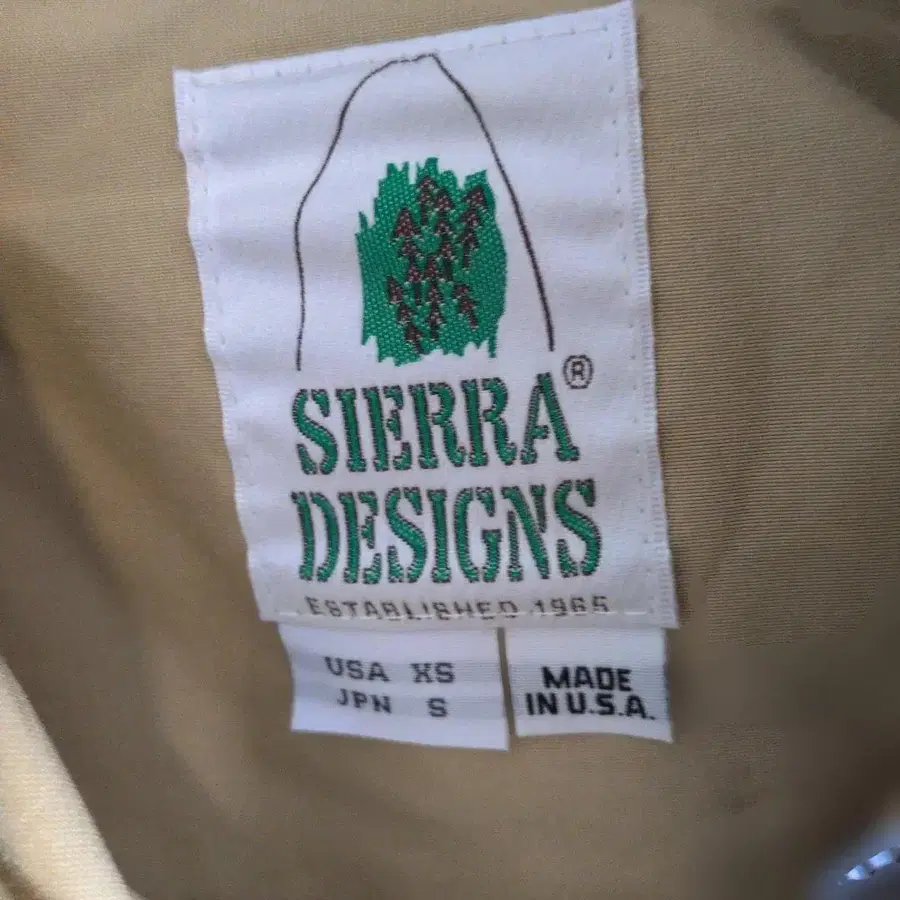 SIERRA®
DESIGNS
ESTABLISHED 1965
USA XS
JPN S
MADE
IN U.S.A.